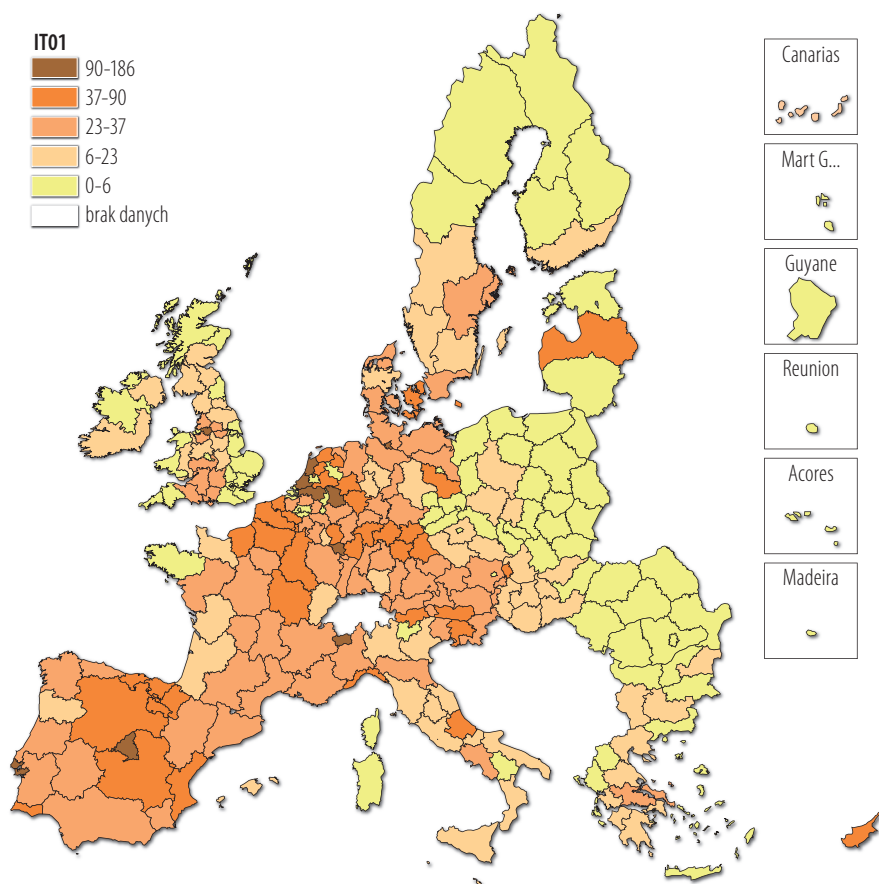 IT01
90-186
37-90
23-37
6-23
0-6
brak danych
Canarias
Mart G...
Guyane
Reunion
Acores
Madeira